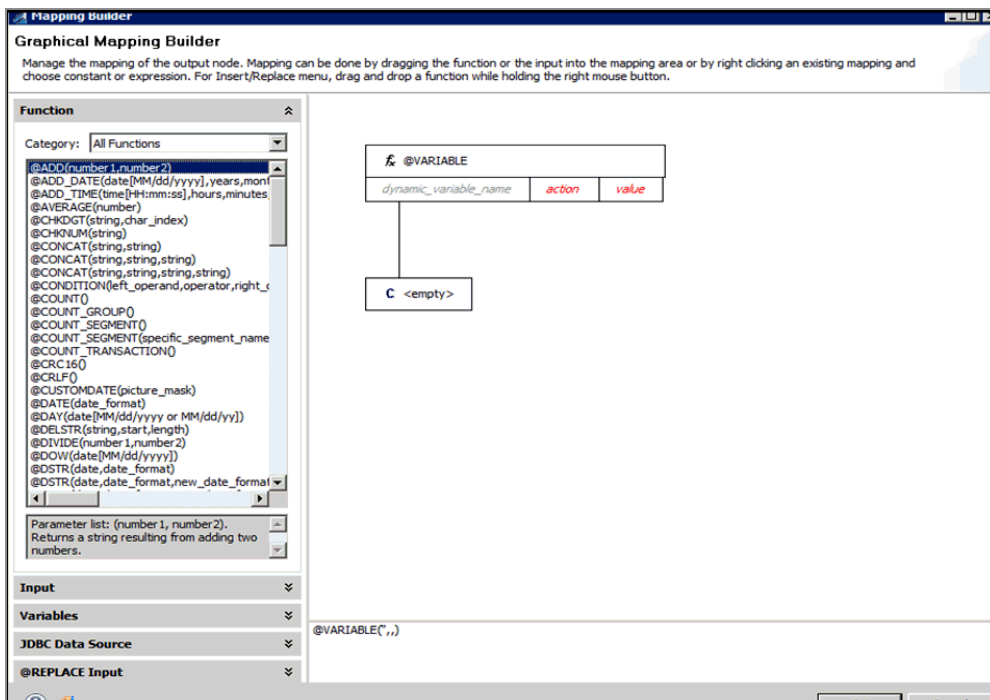 Mapping Builder
Graphical Mapping Builder
Manage the mapping of the output node. Mapping can be done by dragging the function or the input into the mapping area or by right clicking an existing mapping and
choose constant or expression. For Insert/Replace menu, drag and drop a function while holding the right mouse button.
Function
Category: All Functions
@ADD(number1,number2)
@ADD_DATE(date[MM/dd/yyyy],years,mont
@ADD_TIME(time[HH:mm:ss],hours,minutes,
@AVERAGE(number)
@CHKDGT(string,char_index)
@CHKNUM(string)
@CONCAT(string,string)
@CONCAT(string,string,string)
@CONCAT(string,string,string,string)
@CONDITION(left_operand,operator,right_c
@COUNT()
@COUNT_GROUP()
@COUNT_SEGMENT()
@COUNT_SEGMENT(specific_segment_name
@COUNT_TRANSACTION()
@CRC16()
@CRLF()
@CUSTOMDATE(picture_mask)
@DATE(date_format)
@DAY(date[MM/dd/yyyy or MM/dd/yy])
@DELSTR(string,start,length)
@DIVIDE(number1,number2)
@DOW(date[MM/dd/yyyy])
@DSTR(date,date_format)
@DSTR(date,date_format,new_date_format
Parameter list: (number1, number2).
Returns a string resulting from adding two
numbers.
Input
Variables
JDBC Data Source
@REPLACE Input
fx @VARIABLE
dynamic_variable_name action value
C <empty>
@VARIABLE('',,)